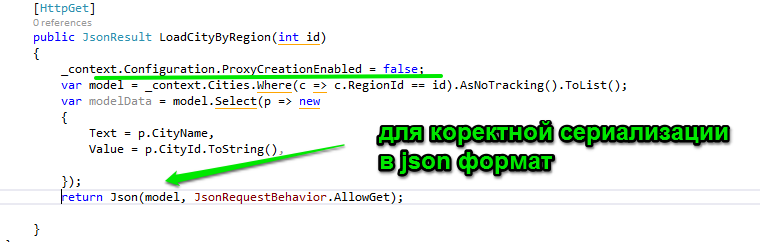 [HttpGet]
0 references
public JsonResult LoadCityByRegion(int id)
{
_context.Configuration.ProxyCreationEnabled = false;
var model = _context.Cities.Where(c => c.RegionId == id).AsNoTracking().ToList();
var modelData = model.Select(p => new
{
Text = p.CityName,
Value = p.CityId.ToString(),
для коректной сериализации
в json формат
});
return Json(model, JsonRequestBehavior.AllowGet);
}